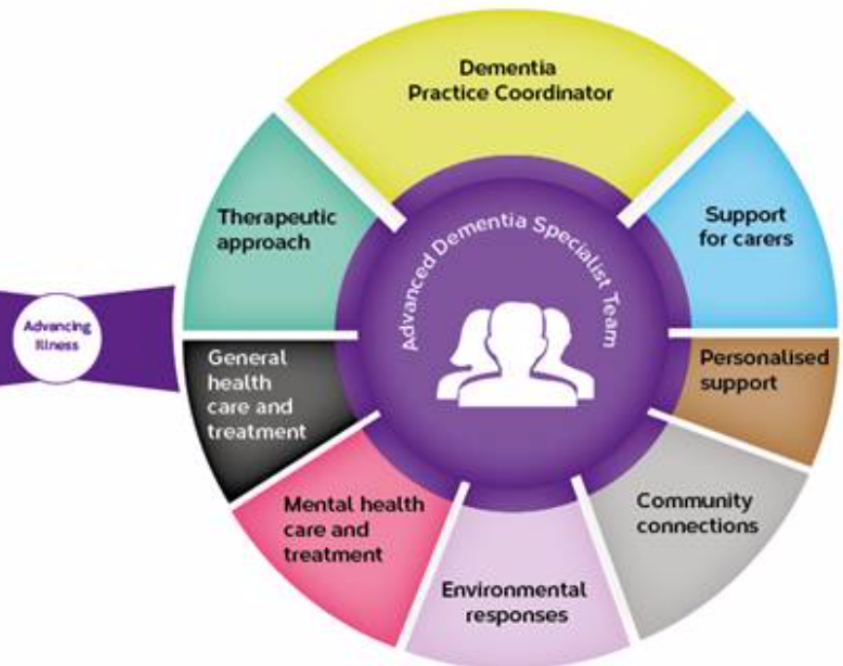 Dementia
Practice Coordinator
Support
for carers
Personalised
support
Community
connections
Environmental
responses
Mental health
care and
treatment
General
health
care and
treatment
Therapeutic
approach
Advanced Dementia Specialist Team
Advancing
Illness